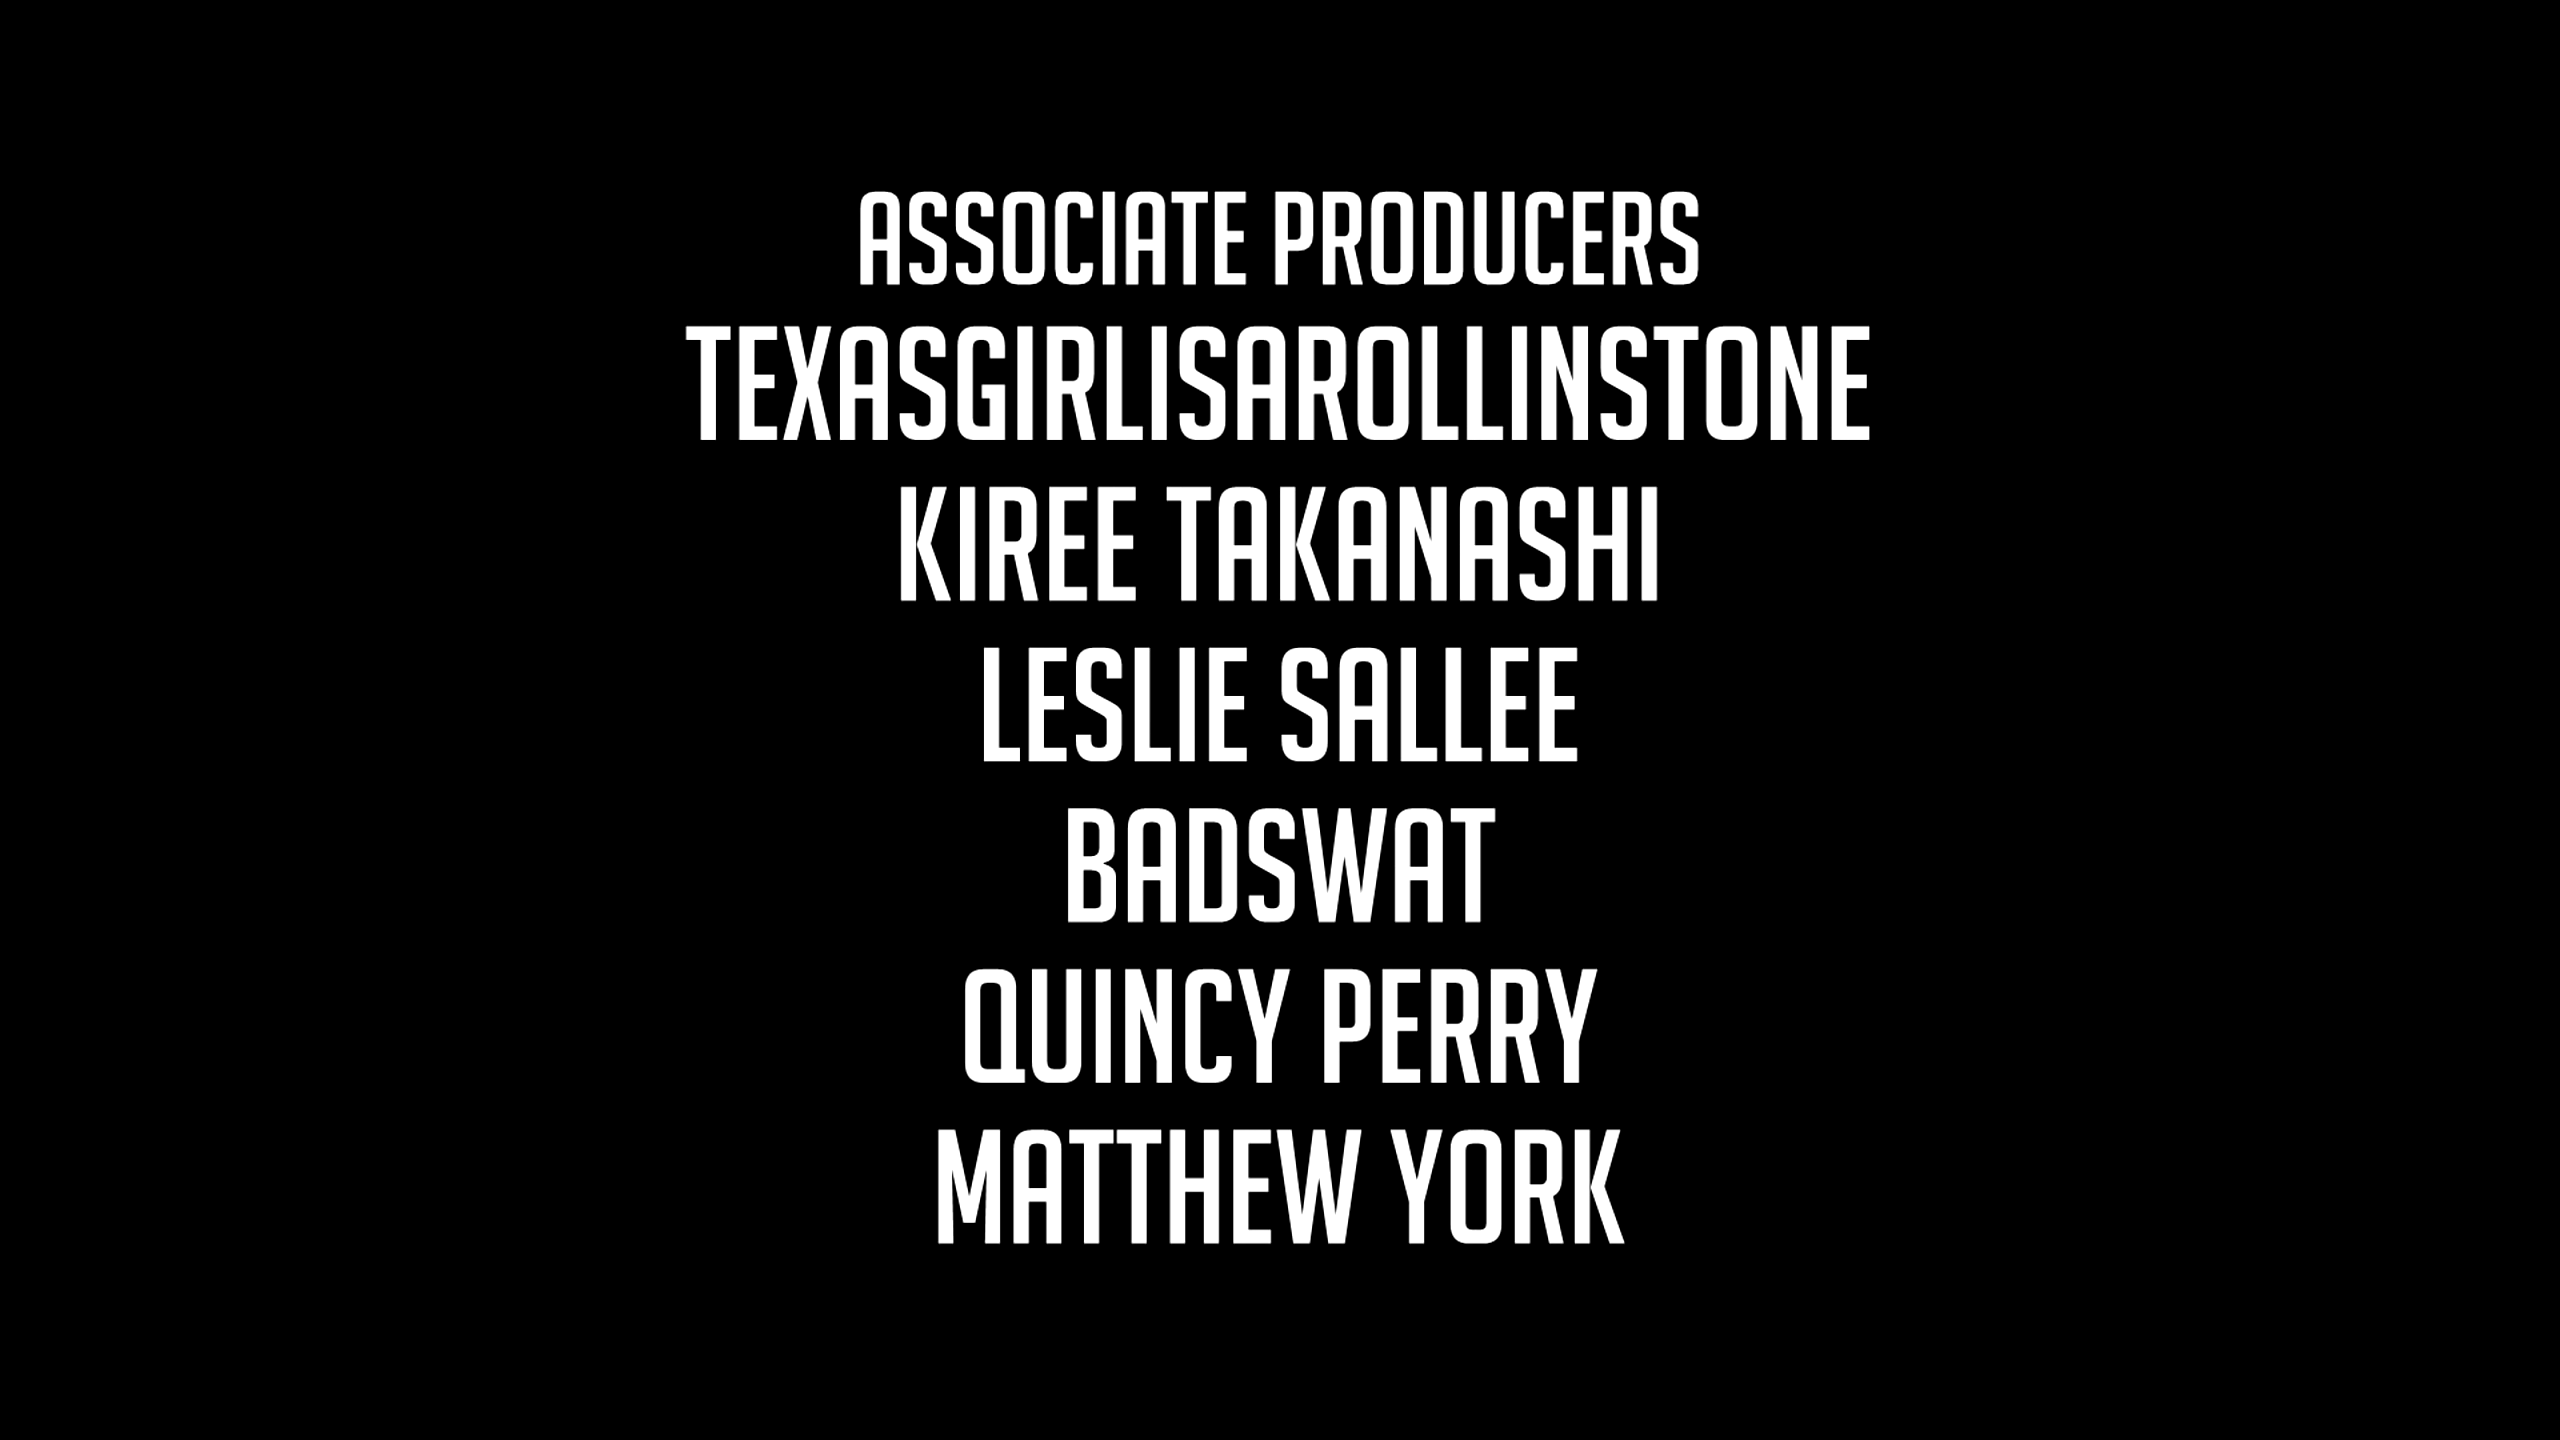 ASSOCIATE PRODUCERS
TEXASGIRLISAROLLINSTONE
KIREE TAKANASHI
LESLIE SALLEE
BADSWAT
QUINCY PERRY
MATTHEW YORK